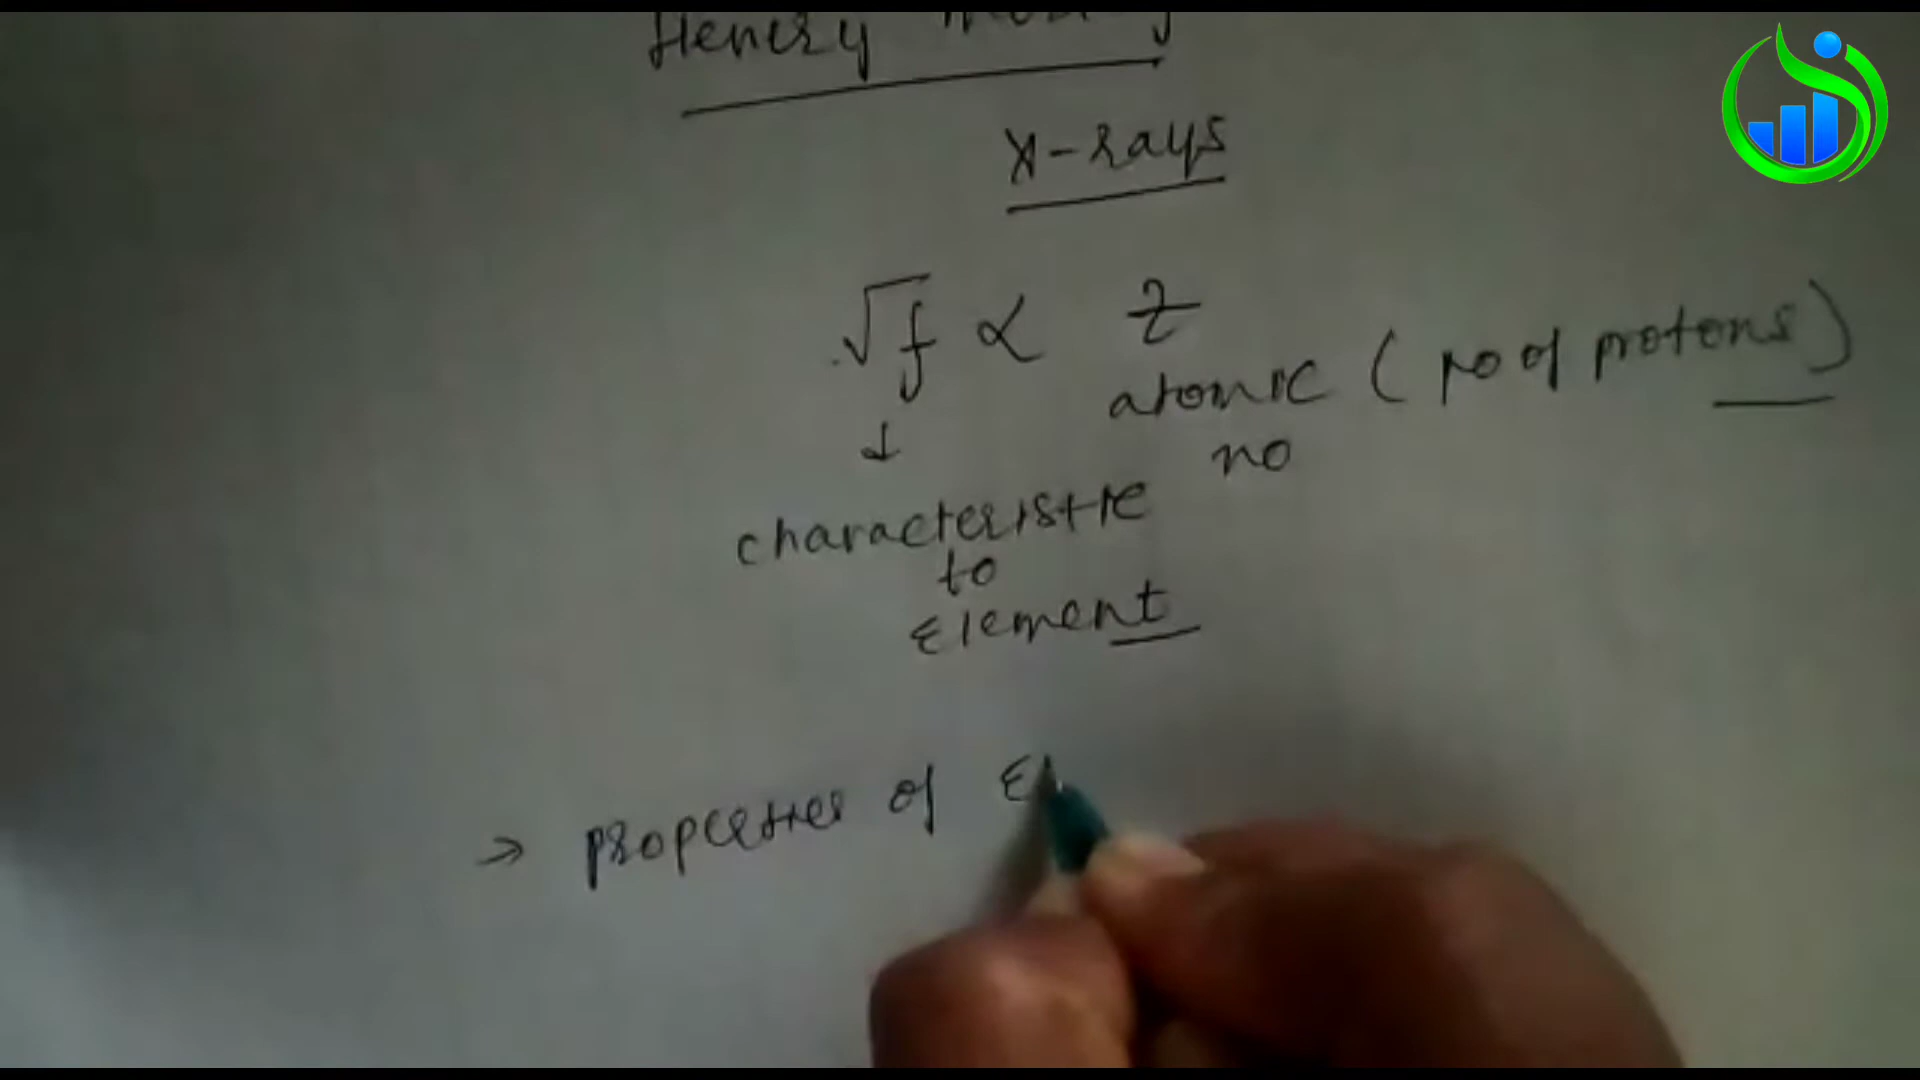 Henry
X-rays
√f ∝ Z
atomic (no of protons)
no
↓
characteristic
to
Element
→ properties of